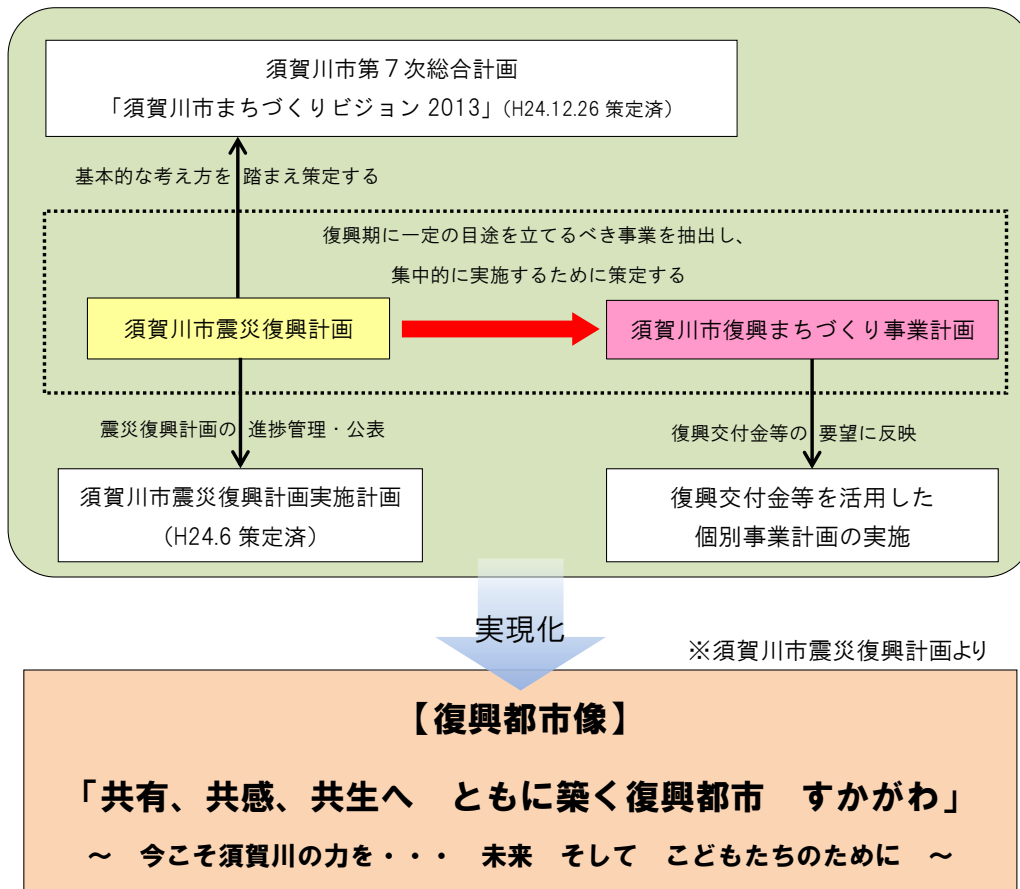 須賀川市第７次総合計画
「須賀川市まちづくりビジョン 2013」（H24.12.26 策定済）
基本的な考え方を 踏まえ策定する
復興期に一定の目途を立てるべき事業を抽出し、
集中的に実施するために策定する
須賀川市震災復興計画
須賀川市復興まちづくり事業計画
震災復興計画の 進捗管理・公表
復興交付金等の 要望に反映
須賀川市震災復興計画実施計画
（H24.6 策定済）
復興交付金等を活用した
個別事業計画の実施
実現化
※須賀川市震災復興計画より
【復興都市像】
「共有、共感、共生へ　ともに築く復興都市　すかがわ」
～　今こそ須賀川の力を・・・　未来　そして　こどもたちのために　～